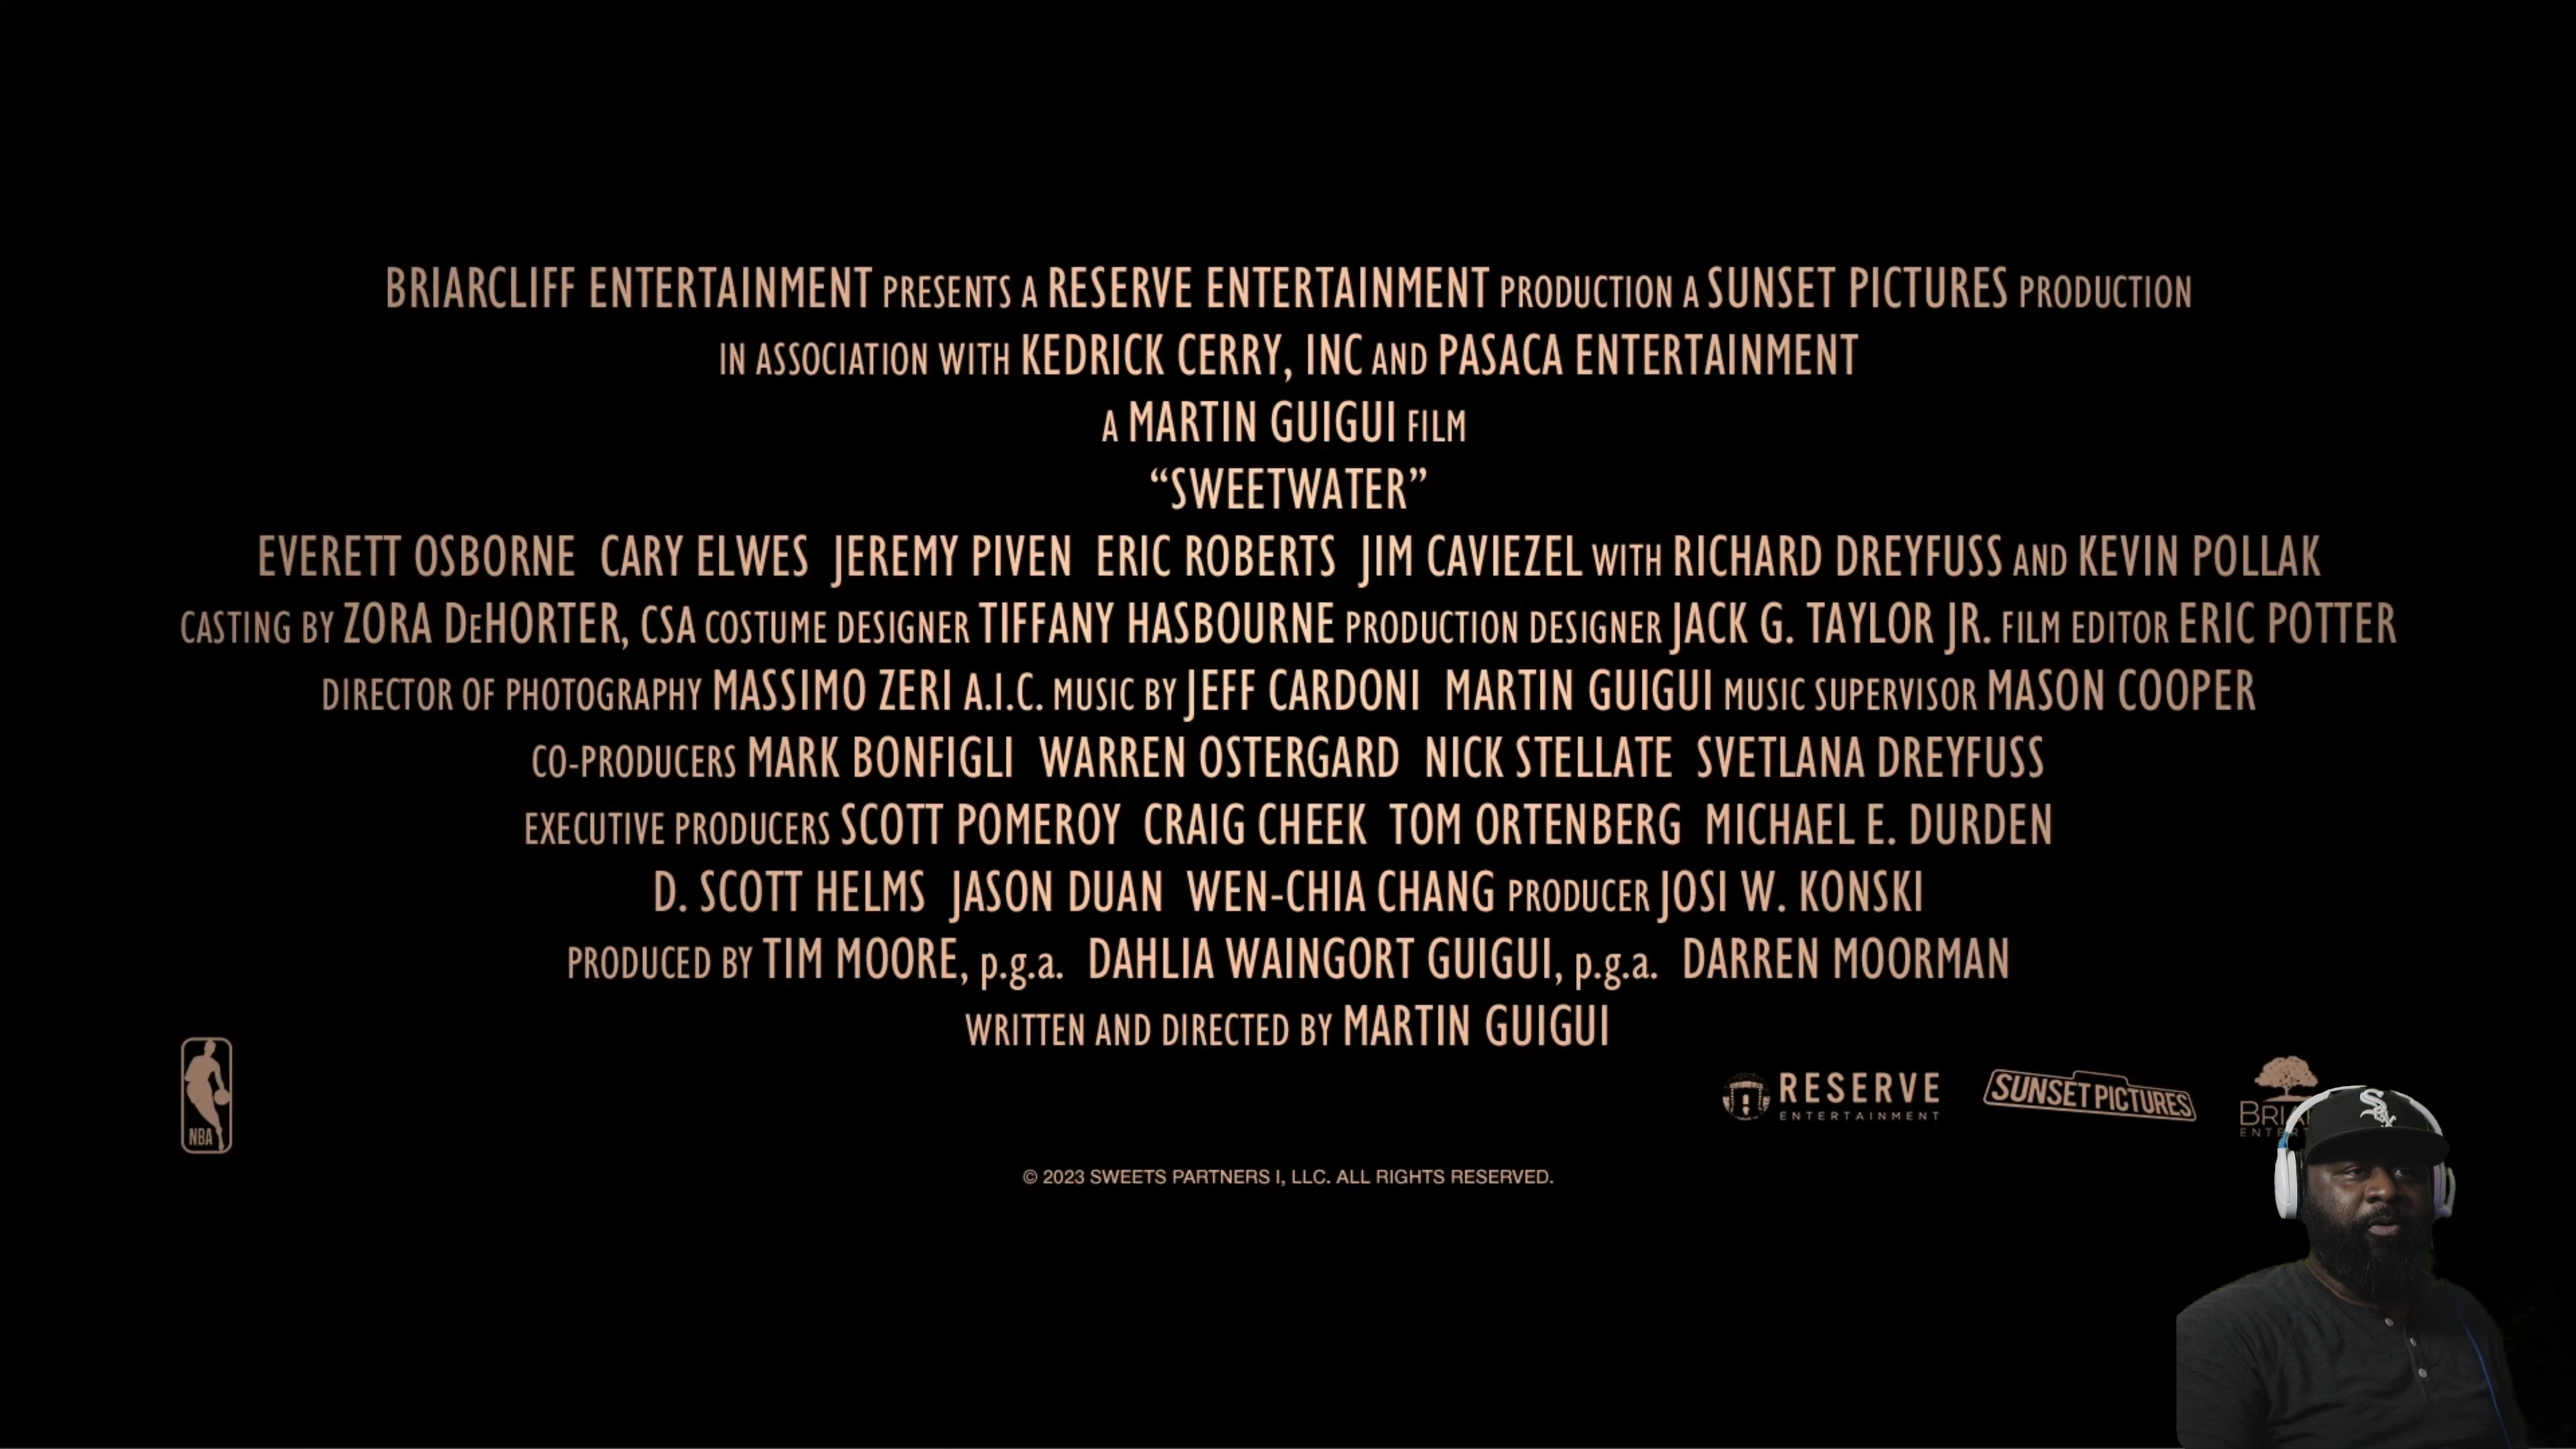 BRIARCLIFF ENTERTAINMENT PRESENTS A RESERVE ENTERTAINMENT PRODUCTION A SUNSET PICTURES PRODUCTION
IN ASSOCIATION WITH KEDRICK CERRY, INC AND PASACA ENTERTAINMENT
A MARTIN GUIGUI FILM
“SWEETWATER”
EVERETT OSBORNE CARY ELWES JEREMY PIVEN ERIC ROBERTS JIM CAVIEZEL WITH RICHARD DREYFUSS AND KEVIN POLLAK
CASTING BY ZORA DeHORTER, CSA COSTUME DESIGNER TIFFANY HASBOURNE PRODUCTION DESIGNER JACK G. TAYLOR JR. FILM EDITOR ERIC POTTER
DIRECTOR OF PHOTOGRAPHY MASSIMO ZERI A.I.C. MUSIC BY JEFF CARDONI MARTIN GUIGUI MUSIC SUPERVISOR MASON COOPER
CO-PRODUCERS MARK BONFIGLI WARREN OSTERGARD NICK STELLATE SVETLANA DREYFUSS
EXECUTIVE PRODUCERS SCOTT POMEROY CRAIG CHEEK TOM ORTENBERG MICHAEL E. DURDEN
D. SCOTT HELMS JASON DUAN WEN-CHIA CHANG PRODUCER JOSI W. KONSKI
PRODUCED BY TIM MOORE, p.g.a. DAHLIA WAINGORT GUIGUI, p.g.a. DARREN MOORMAN
WRITTEN AND DIRECTED BY MARTIN GUIGUI
NBA
RESERVE
ENTERTAINMENT
SUNSET PICTURES
Sox
© 2023 SWEETS PARTNERS I, LLC. ALL RIGHTS RESERVED.